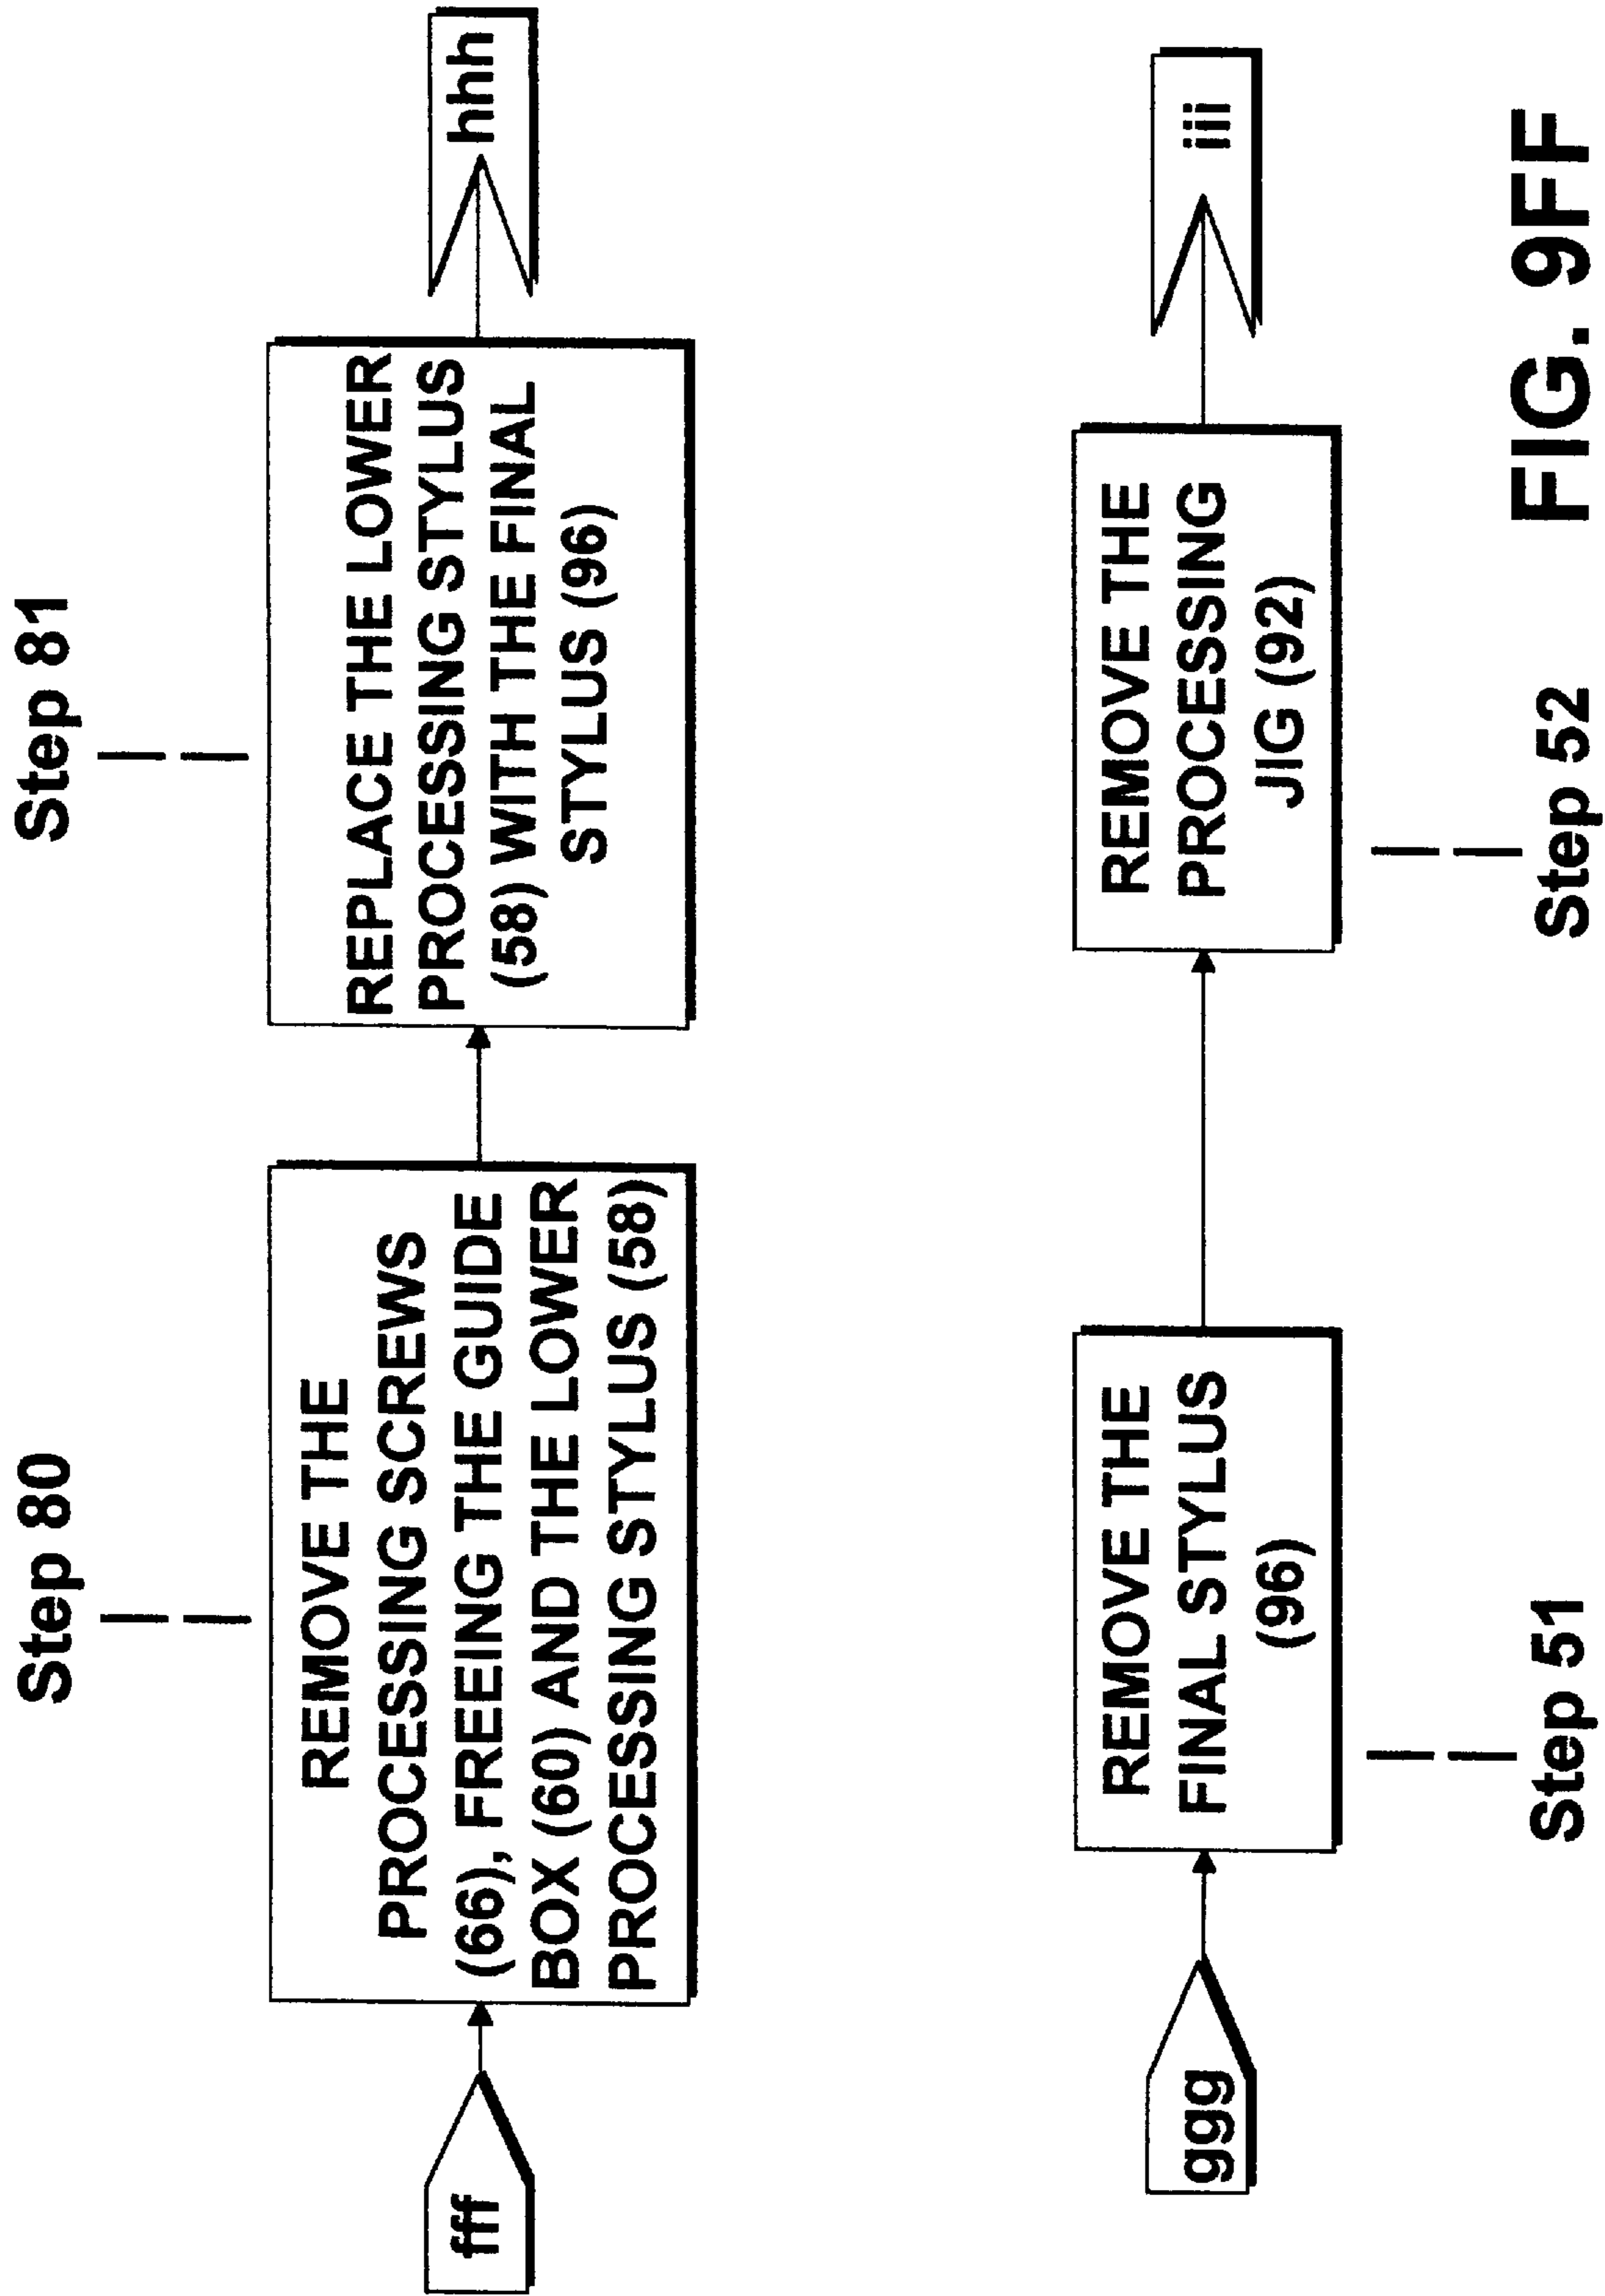 Step 80
Step 81
fff
REMOVE THE
PROCESSING SCREWS
(66), FREEING THE GUIDE
BOX (60) AND THE LOWER
PROCESSING STYLUS (58)
REPLACE THE LOWER
PROCESSING STYLUS
(58) WITH THE FINAL
STYLUS (96)
hhh
ggg
REMOVE THE
FINAL STYLUS
(96)
REMOVE THE
PROCESSING
JIG (92)
iii
Step 51
Step 52
FIG. 9FF